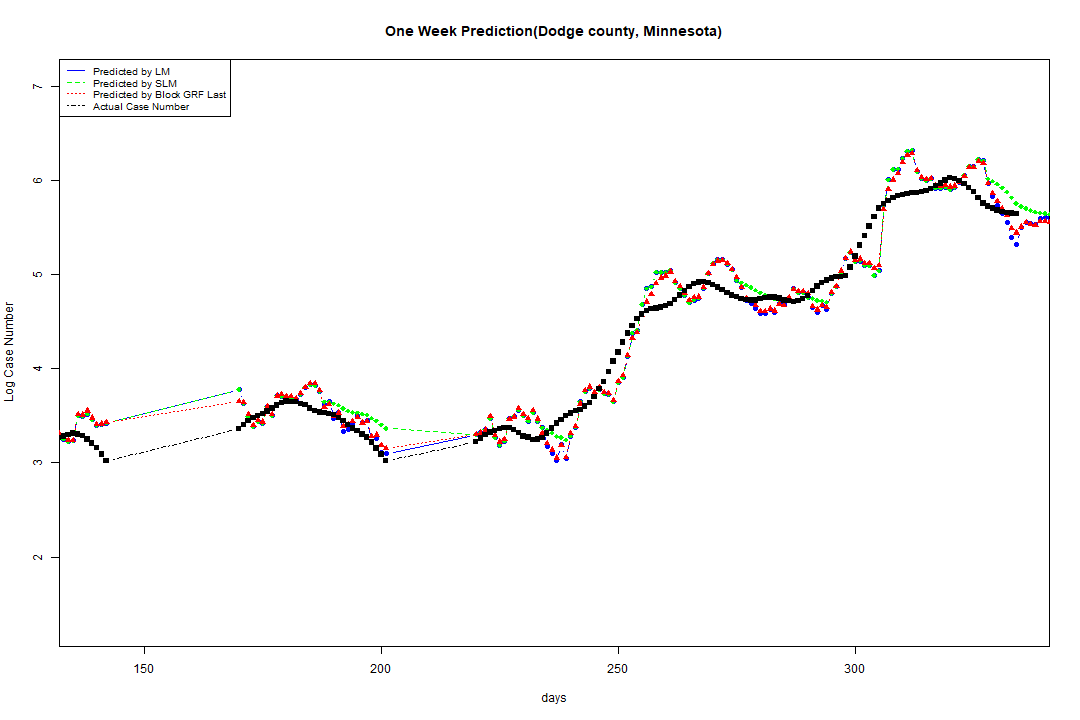 One Week Prediction(Dodge county, Minnesota)
Predicted by LM
Predicted by SLM
Predicted by Block GRF Last
Actual Case Number
7
6
5
4
3
2
Log Case Number
150 200 250 300
days